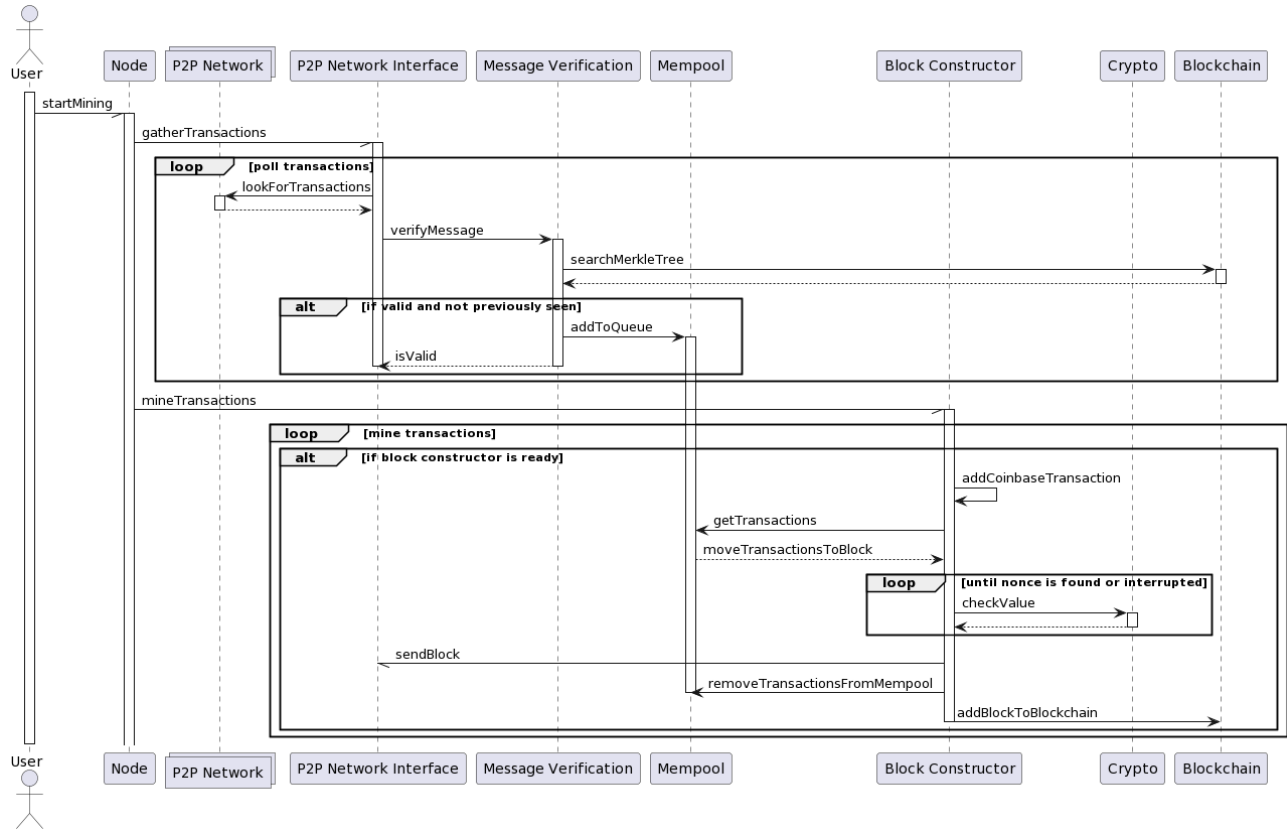 User
Node
P2P Network
P2P Network Interface
Message Verification
Mempool
Block Constructor
Crypto
Blockchain
startMining
gatherTransactions
loop
[poll transactions]
lookForTransactions
verifyMessage
searchMerkleTree
alt
[if valid and not previously seen]
addToQueue
isValid
mineTransactions
loop
[mine transactions]
alt
[if block constructor is ready]
addCoinbaseTransaction
getTransactions
moveTransactionsToBlock
loop
[until nonce is found or interrupted]
checkValue
sendBlock
removeTransactionsFromMempool
addBlockToBlockchain
User
Node
P2P Network
P2P Network Interface
Message Verification
Mempool
Block Constructor
Crypto
Blockchain